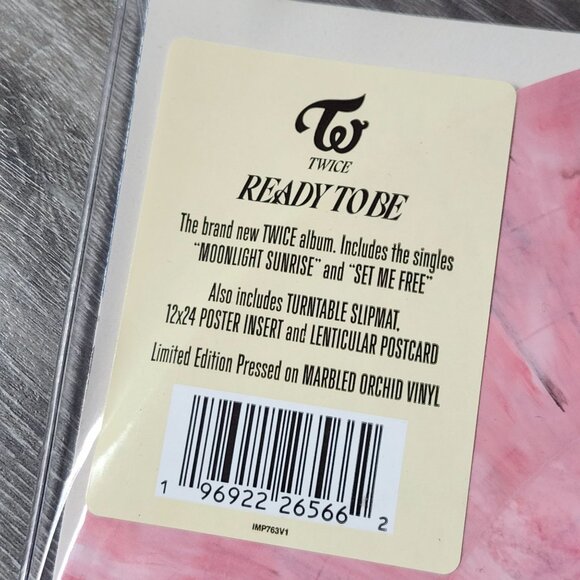 TW
TWICE
READY TO BE
The brand new TWICE album. Includes the singles
“MOONLIGHT SUNRISE” and “SET ME FREE”
Also includes TURNTABLE SLIPMAT,
12x24 POSTER INSERT and LENTICULAR POSTCARD
Limited Edition Pressed on MARBLED ORCHID VINYL
1 96922 26566 2
IMP763V1